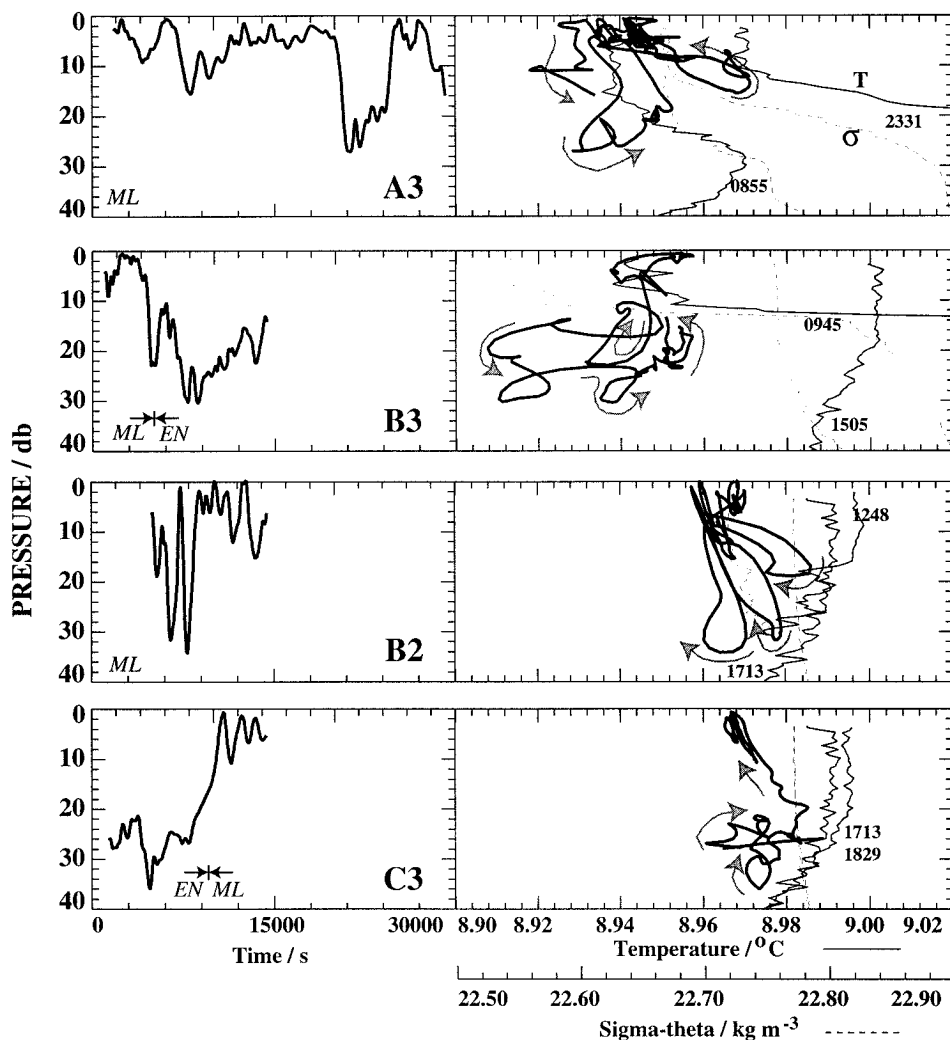 PRESSURE / db
0
10
20
30
40
ML
A3
T
2331
σ
0855
0
10
20
30
40
ML EN
B3
0945
1505
0
10
20
30
40
ML
B2
1248
1713
0
10
20
30
40
EN ML
C3
1713
1829
0 15000 30000
Time / s
8.90 8.92 8.94 8.96 8.98 9.00 9.02
Temperature / °C
22.50 22.60 22.70 22.80 22.90
Sigma-theta / kg m-3